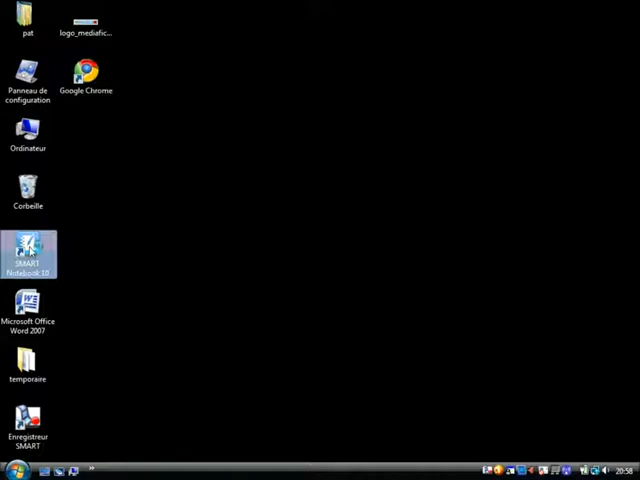 pat
logo_mediafic...
Panneau de
configuration
Google Chrome
Ordinateur
Corbeille
SMART
Notebook 10
Microsoft Office
Word 2007
temporaire
Enregistreur
SMART
20:58